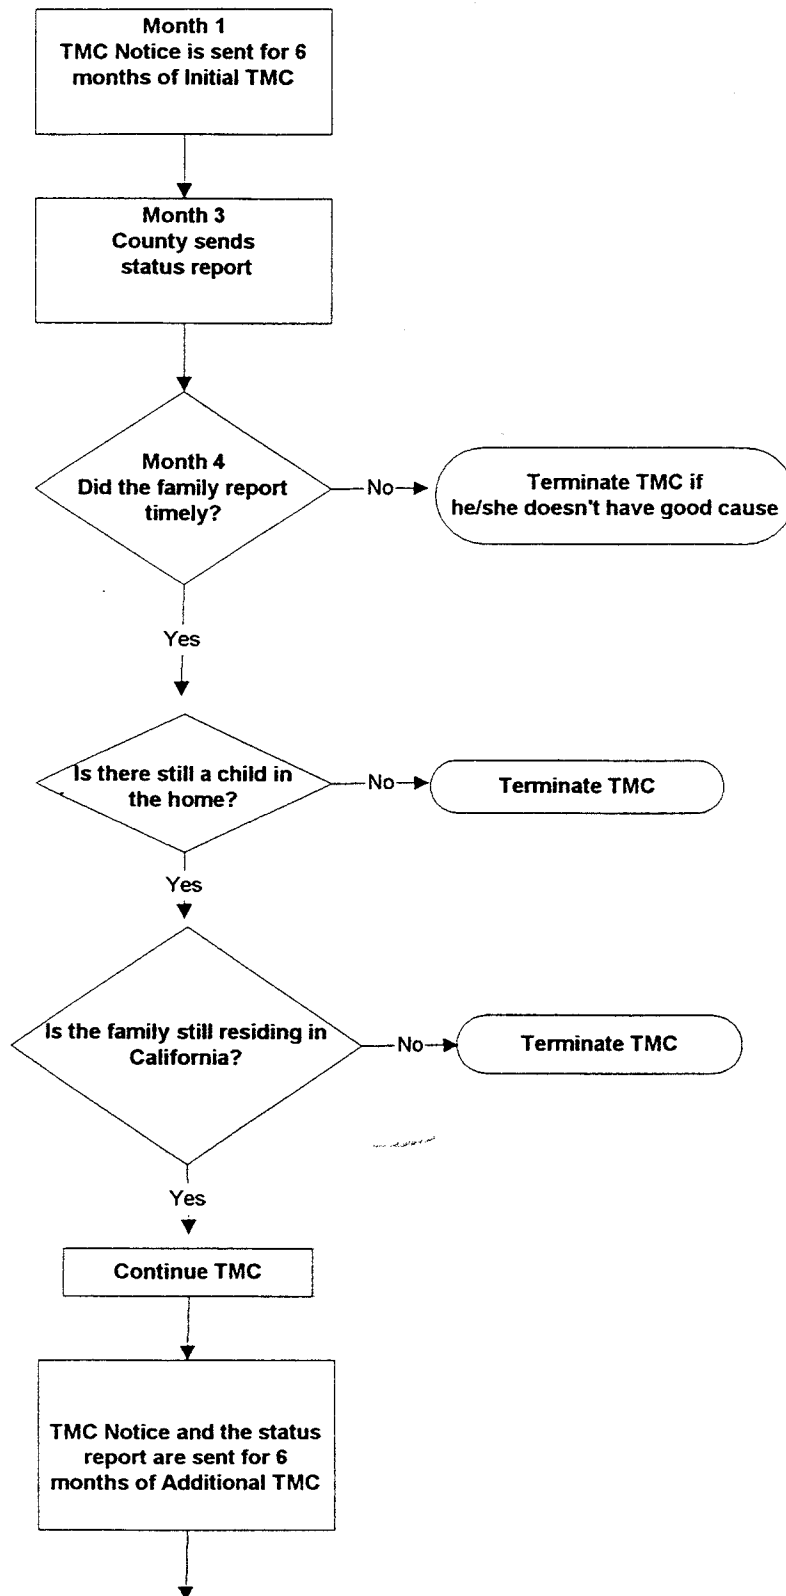 Month 1
TMC Notice is sent for 6
months of Initial TMC
Month 3
County sends
status report
Month 4
Did the family report
timely?
No
Terminate TMC if
he/she doesn't have good cause
Yes
Is there still a child in
the home?
No
Terminate TMC
Yes
Is the family still residing in
California?
No
Terminate TMC
Yes
Continue TMC
TMC Notice and the status
report are sent for 6
months of Additional TMC